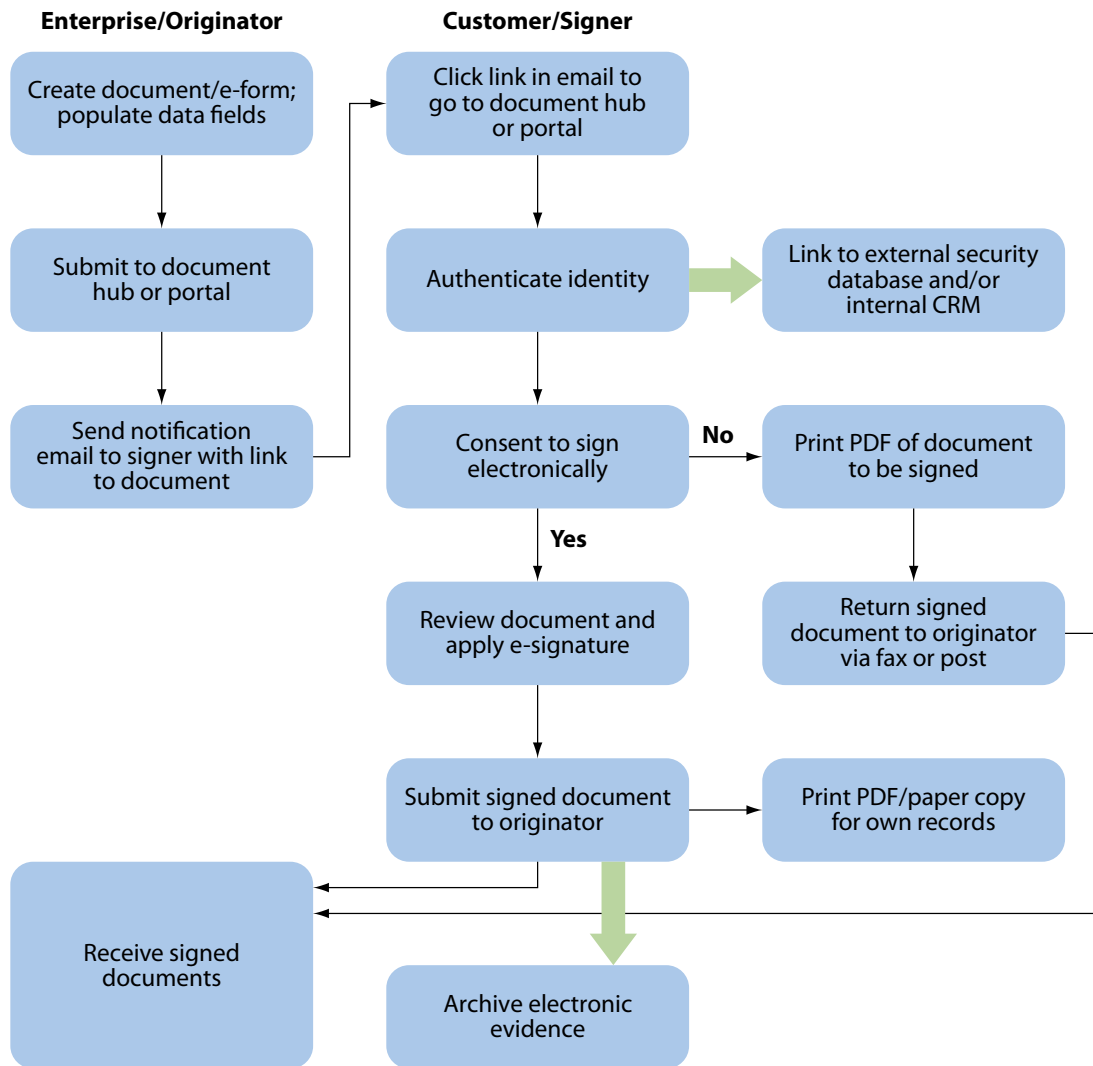 Enterprise/Originator
Customer/Signer
Create document/e-form;
populate data fields
Click link in email to
go to document hub
or portal
Submit to document
hub or portal
Authenticate identity
Link to external security
database and/or
internal CRM
Send notification
email to signer with link
to document
Consent to sign
electronically
No
Print PDF of document
to be signed
Yes
Review document and
apply e-signature
Return signed
document to originator
via fax or post
Submit signed document
to originator
Print PDF/paper copy
for own records
Receive signed
documents
Archive electronic
evidence